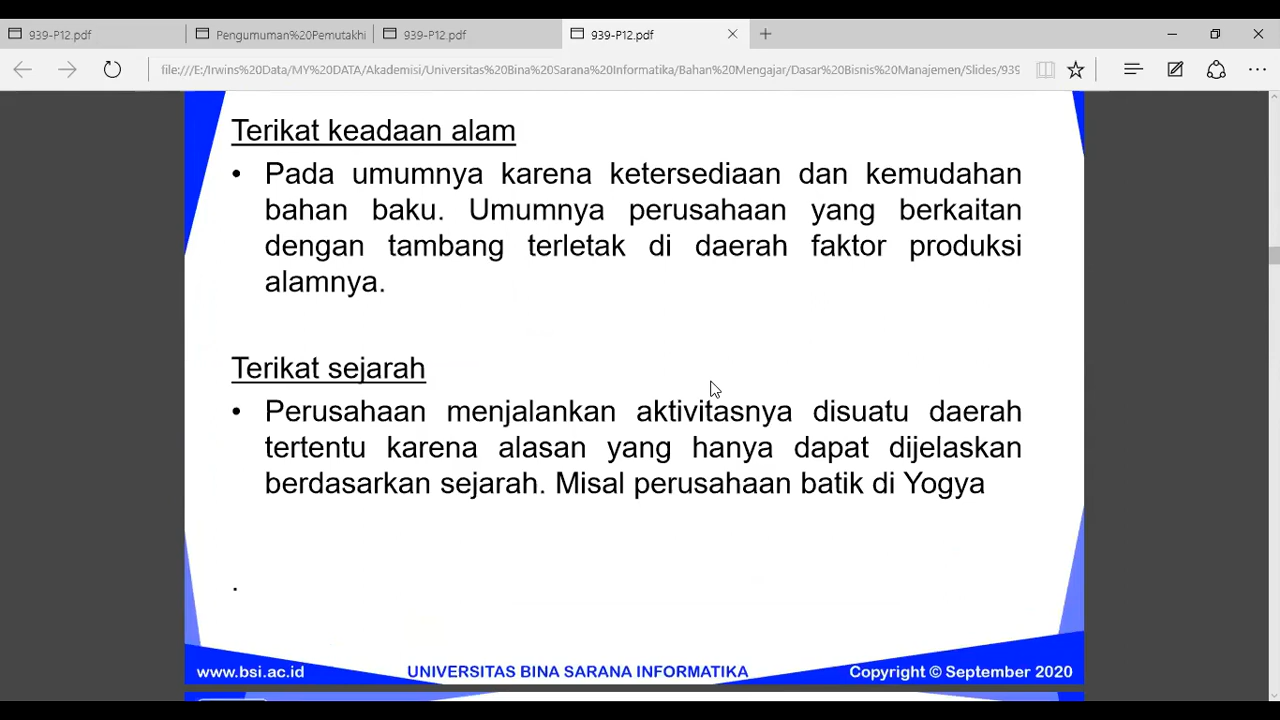 939-P12.pdf
Pengumuman%20Pemutakhi
939-P12.pdf
939-P12.pdf
file:///E:/Irwins%20Data/MY%20DATA/Akademisi/Universitas%20Bina%20Sarana%20Informatika/Bahan%20Mengajar/Dasar%20Bisnis%20Manajemen/Slides/939
Terikat keadaan alam
• Pada umumnya karena ketersediaan dan kemudahan
bahan baku. Umumnya perusahaan yang berkaitan
dengan tambang terletak di daerah faktor produksi
alamnya.
Terikat sejarah
• Perusahaan menjalankan aktivitasnya disuatu daerah
tertentu karena alasan yang hanya dapat dijelaskan
berdasarkan sejarah. Misal perusahaan batik di Yogya
.
www.bsi.ac.id
UNIVERSITAS BINA SARANA INFORMATIKA
Copyright © September 2020